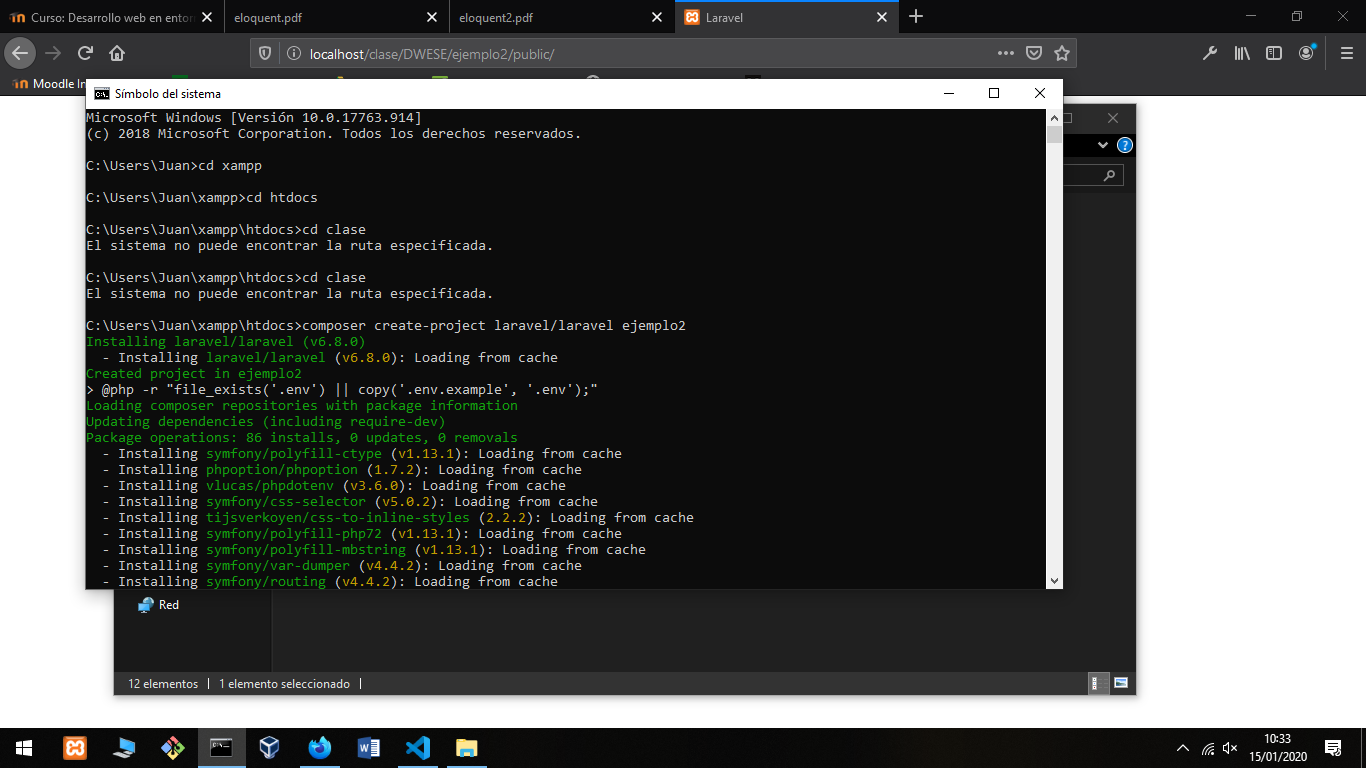 Curso: Desarrollo web en entor
eloquent.pdf
eloquent2.pdf
Laravel
localhost/clase/DWESE/ejemplo2/public/
Moodle In
Símbolo del sistema
Microsoft Windows [Versión 10.0.17763.914]
(c) 2018 Microsoft Corporation. Todos los derechos reservados.
C:\Users\Juan>cd xampp
C:\Users\Juan\xampp>cd htdocs
C:\Users\Juan\xampp\htdocs>cd clase
El sistema no puede encontrar la ruta especificada.
C:\Users\Juan\xampp\htdocs>cd clase
El sistema no puede encontrar la ruta especificada.
C:\Users\Juan\xampp\htdocs>composer create-project laravel/laravel ejemplo2
Installing laravel/laravel (v6.8.0)
- Installing laravel/laravel (v6.8.0): Loading from cache
Created project in ejemplo2
> @php -r "file_exists('.env') || copy('.env.example', '.env');"
Loading composer repositories with package information
Updating dependencies (including require-dev)
Package operations: 86 installs, 0 updates, 0 removals
- Installing symfony/polyfill-ctype (v1.13.1): Loading from cache
- Installing phpoption/phpoption (1.7.2): Loading from cache
- Installing vlucas/phpdotenv (v3.6.0): Loading from cache
- Installing symfony/css-selector (v5.0.2): Loading from cache
- Installing tijsverkoyen/css-to-inline-styles (2.2.2): Loading from cache
- Installing symfony/polyfill-php72 (v1.13.1): Loading from cache
- Installing symfony/polyfill-mbstring (v1.13.1): Loading from cache
- Installing symfony/var-dumper (v4.4.2): Loading from cache
- Installing symfony/routing (v4.4.2): Loading from cache
Red
12 elementos | 1 elemento seleccionado |
10:33
15/01/2020